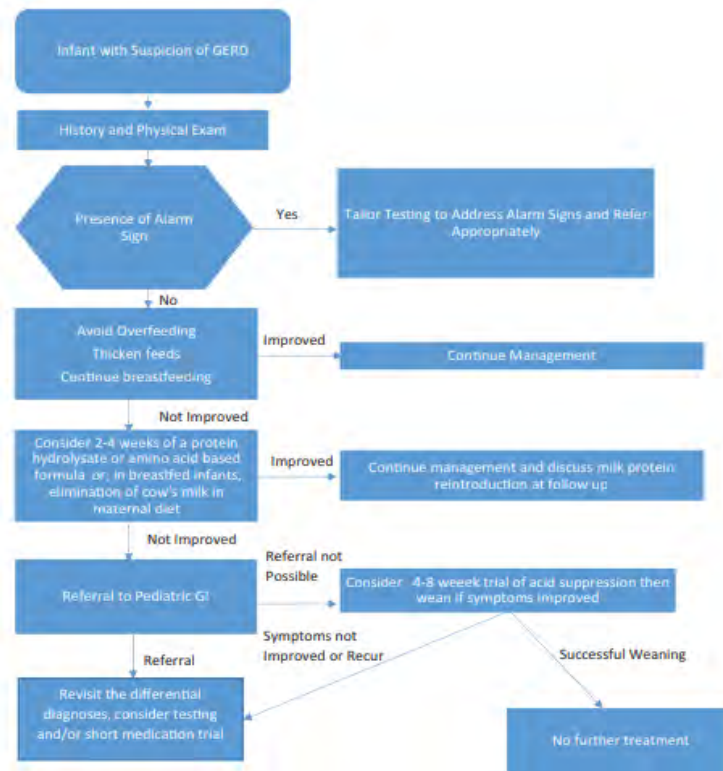 Infant with Suspicion of GERD
History and Physical Exam
Presence of Alarm
Sign
Yes
Tailor Testing to Address Alarm Signs and Refer
Appropriately
No
Avoid Overfeeding
Thicken feeds
Continue breastfeeding
Improved
Continue Management
Not Improved
Consider 2-4 weeks of a protein
hydrolysate or amino acid based
formula or, in breastfed infants,
elimination of cow's milk in
maternal diet
Improved
Continue management and discuss milk protein
reintroduction at follow up
Not Improved
Referral to Pediatric GI
Referral not
Possible
Consider 4-8 weeek trial of acid suppression then
wean if symptoms improved
Referral
Symptoms not
Improved or Recur
Successful Weaning
Revisit the differential
diagnoses, consider testing
and/or short medication trial
No further treatment